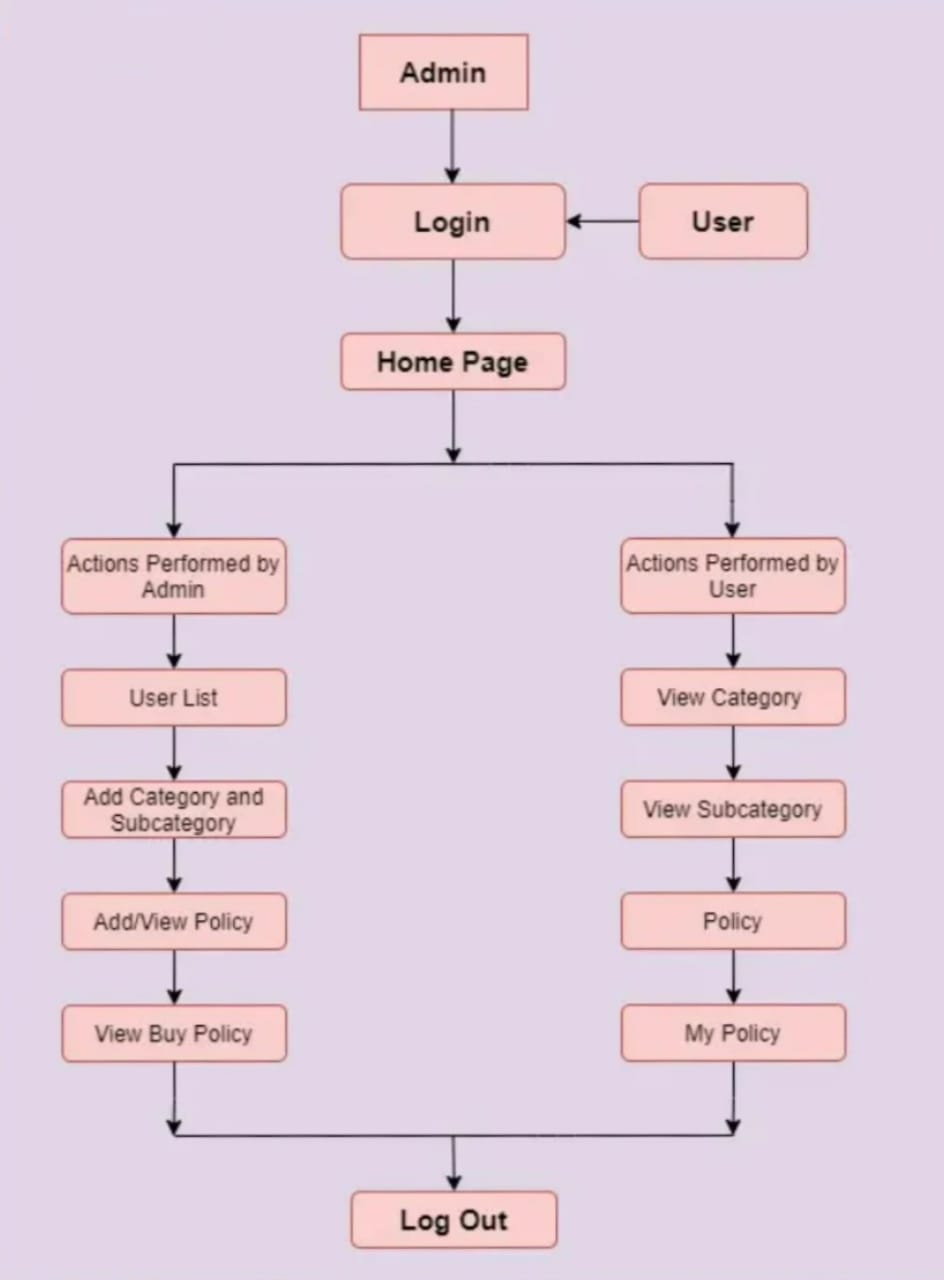 Admin
Login
User
Home Page
Actions Performed by
Admin
Actions Performed by
User
User List
View Category
Add Category and
Subcategory
View Subcategory
Add/View Policy
Policy
View Buy Policy
My Policy
Log Out